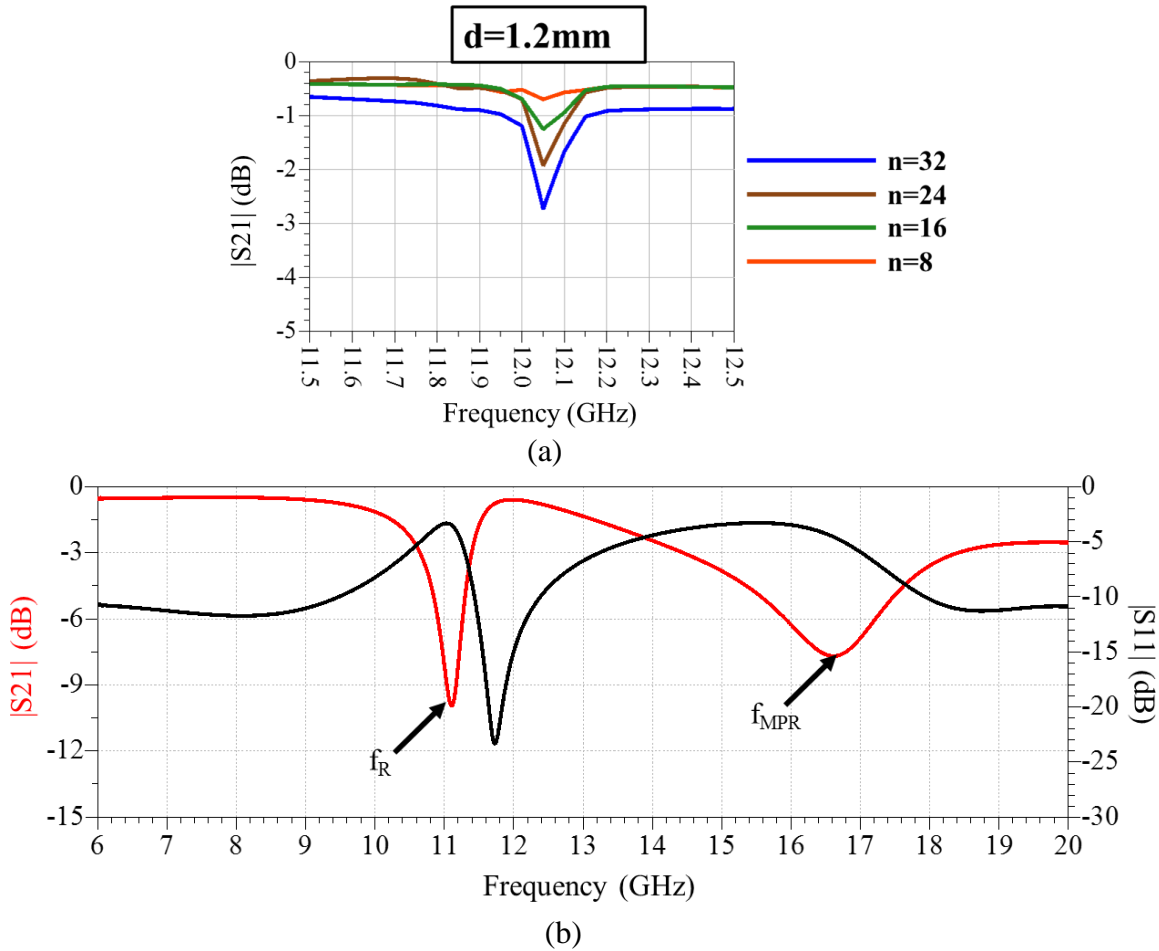 d=1.2mm
0
-1
-2
-3
-4
-5
|S21| (dB)
11.5
11.6
11.7
11.8
11.9
12.0
12.1
12.2
12.3
12.4
12.5
Frequency (GHz)
n=32
n=24
n=16
n=8
(a)
0
-3
-6
-9
-12
-15
|S21| (dB)
0
-5
-10
-15
-20
-25
-30
|S11| (dB)
f_R
f_MPR
6 7 8 9 10 11 12 13 14 15 16 17 18 19 20
Frequency (GHz)
(b)